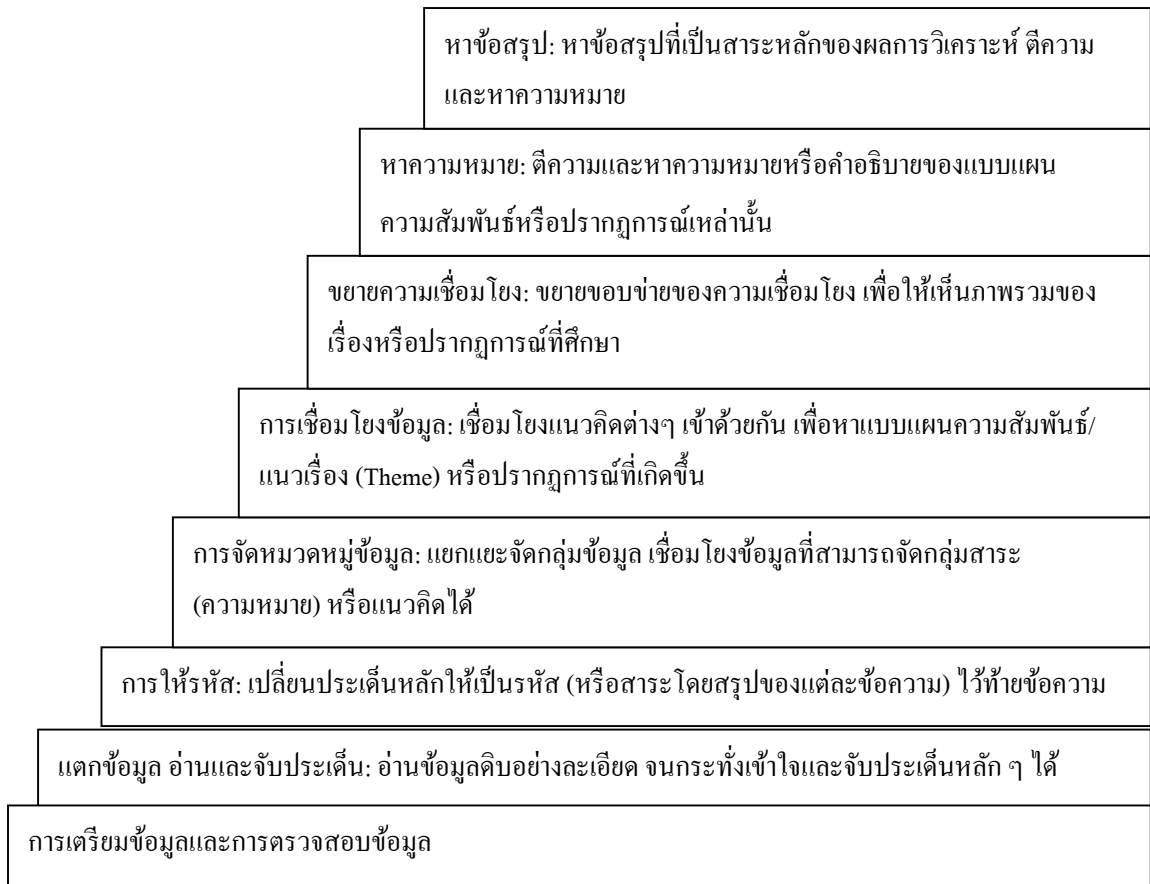 หาข้อสรุป: หาข้อสรุปที่เป็นสาระหลักของผลการวิเคราะห์ ตีความ
และหาความหมาย
หาความหมาย: ตีความและหาความหมายหรือคำอธิบายของแบบแผน
ความสัมพันธ์หรือปรากฏการณ์เหล่านั้น
ขยายความเชื่อมโยง: ขยายขอบข่ายของความเชื่อมโยง เพื่อให้เห็นภาพรวมของ
เรื่องหรือปรากฏการณ์ที่ศึกษา
การเชื่อมโยงข้อมูล: เชื่อมโยงแนวคิดต่างๆ เข้าด้วยกัน เพื่อหาแบบแผนความสัมพันธ์/
แนวเรื่อง (Theme) หรือปรากฏการณ์ที่เกิดขึ้น
การจัดหมวดหมู่ข้อมูล: แยกแยะจัดกลุ่มข้อมูล เชื่อมโยงข้อมูลที่สามารถจัดกลุ่มสาระ
(ความหมาย) หรือแนวคิดได้
การให้รหัส: เปลี่ยนประเด็นหลักให้เป็นรหัส (หรือสาระโดยสรุปของแต่ละข้อความ) ไว้ท้ายข้อความ
แตกข้อมูล อ่านและจับประเด็น: อ่านข้อมูลดิบอย่างละเอียด จนกระทั่งเข้าใจและจับประเด็นหลัก ๆ ได้
การเตรียมข้อมูลและการตรวจสอบข้อมูล